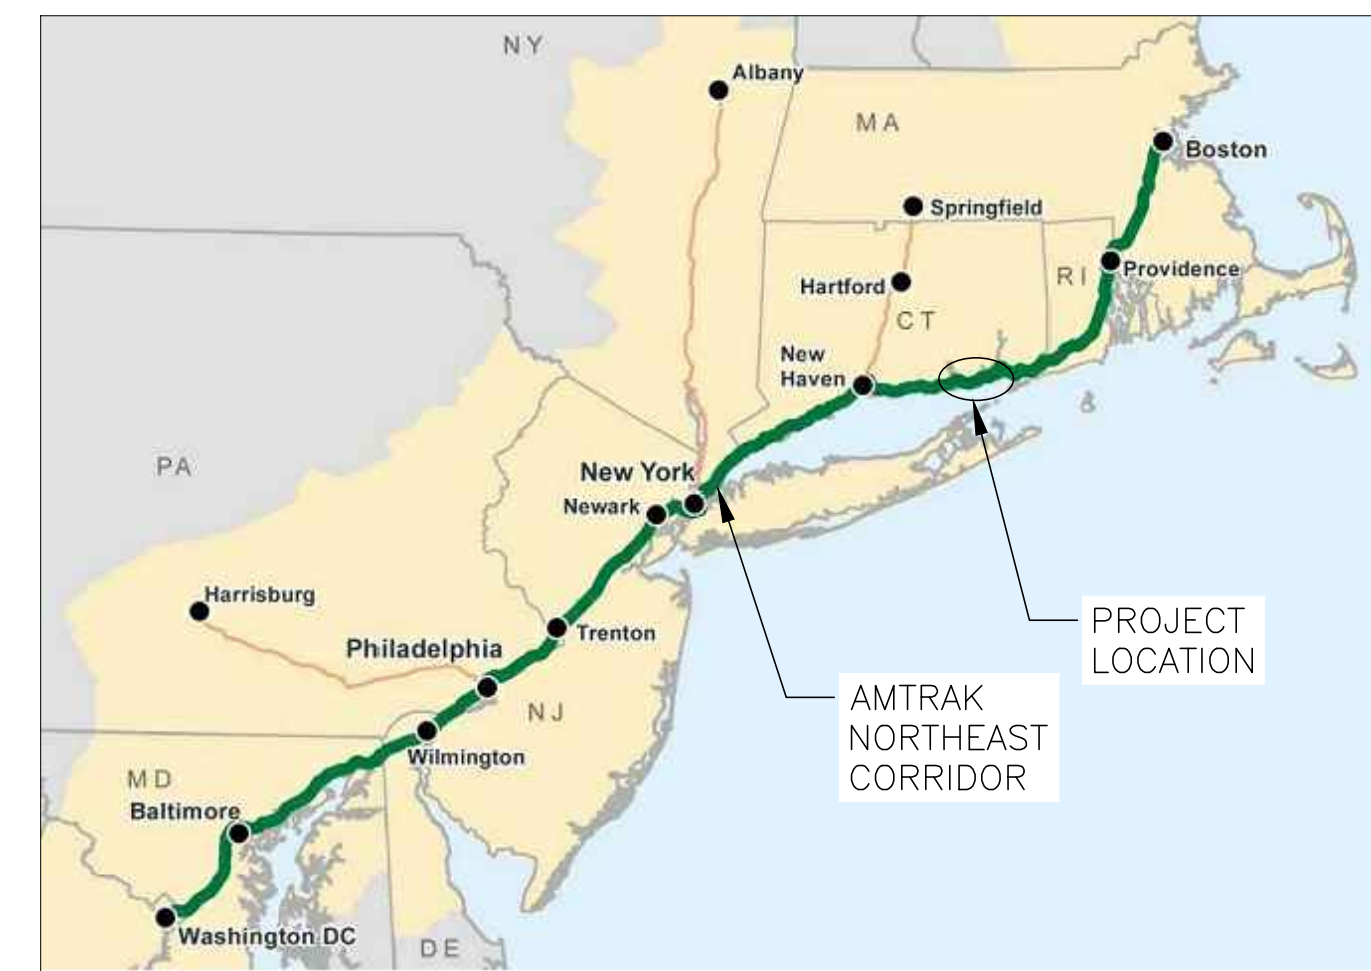 NY
Albany
MA
Boston
Springfield
Providence
RI
Hartford
CT
New
Haven
PA
New York
Newark
Harrisburg
Trenton
Philadelphia
PROJECT
LOCATION
AMTRAK
NORTHEAST
CORRIDOR
NJ
Wilmington
MD
Baltimore
Washington DC
DE